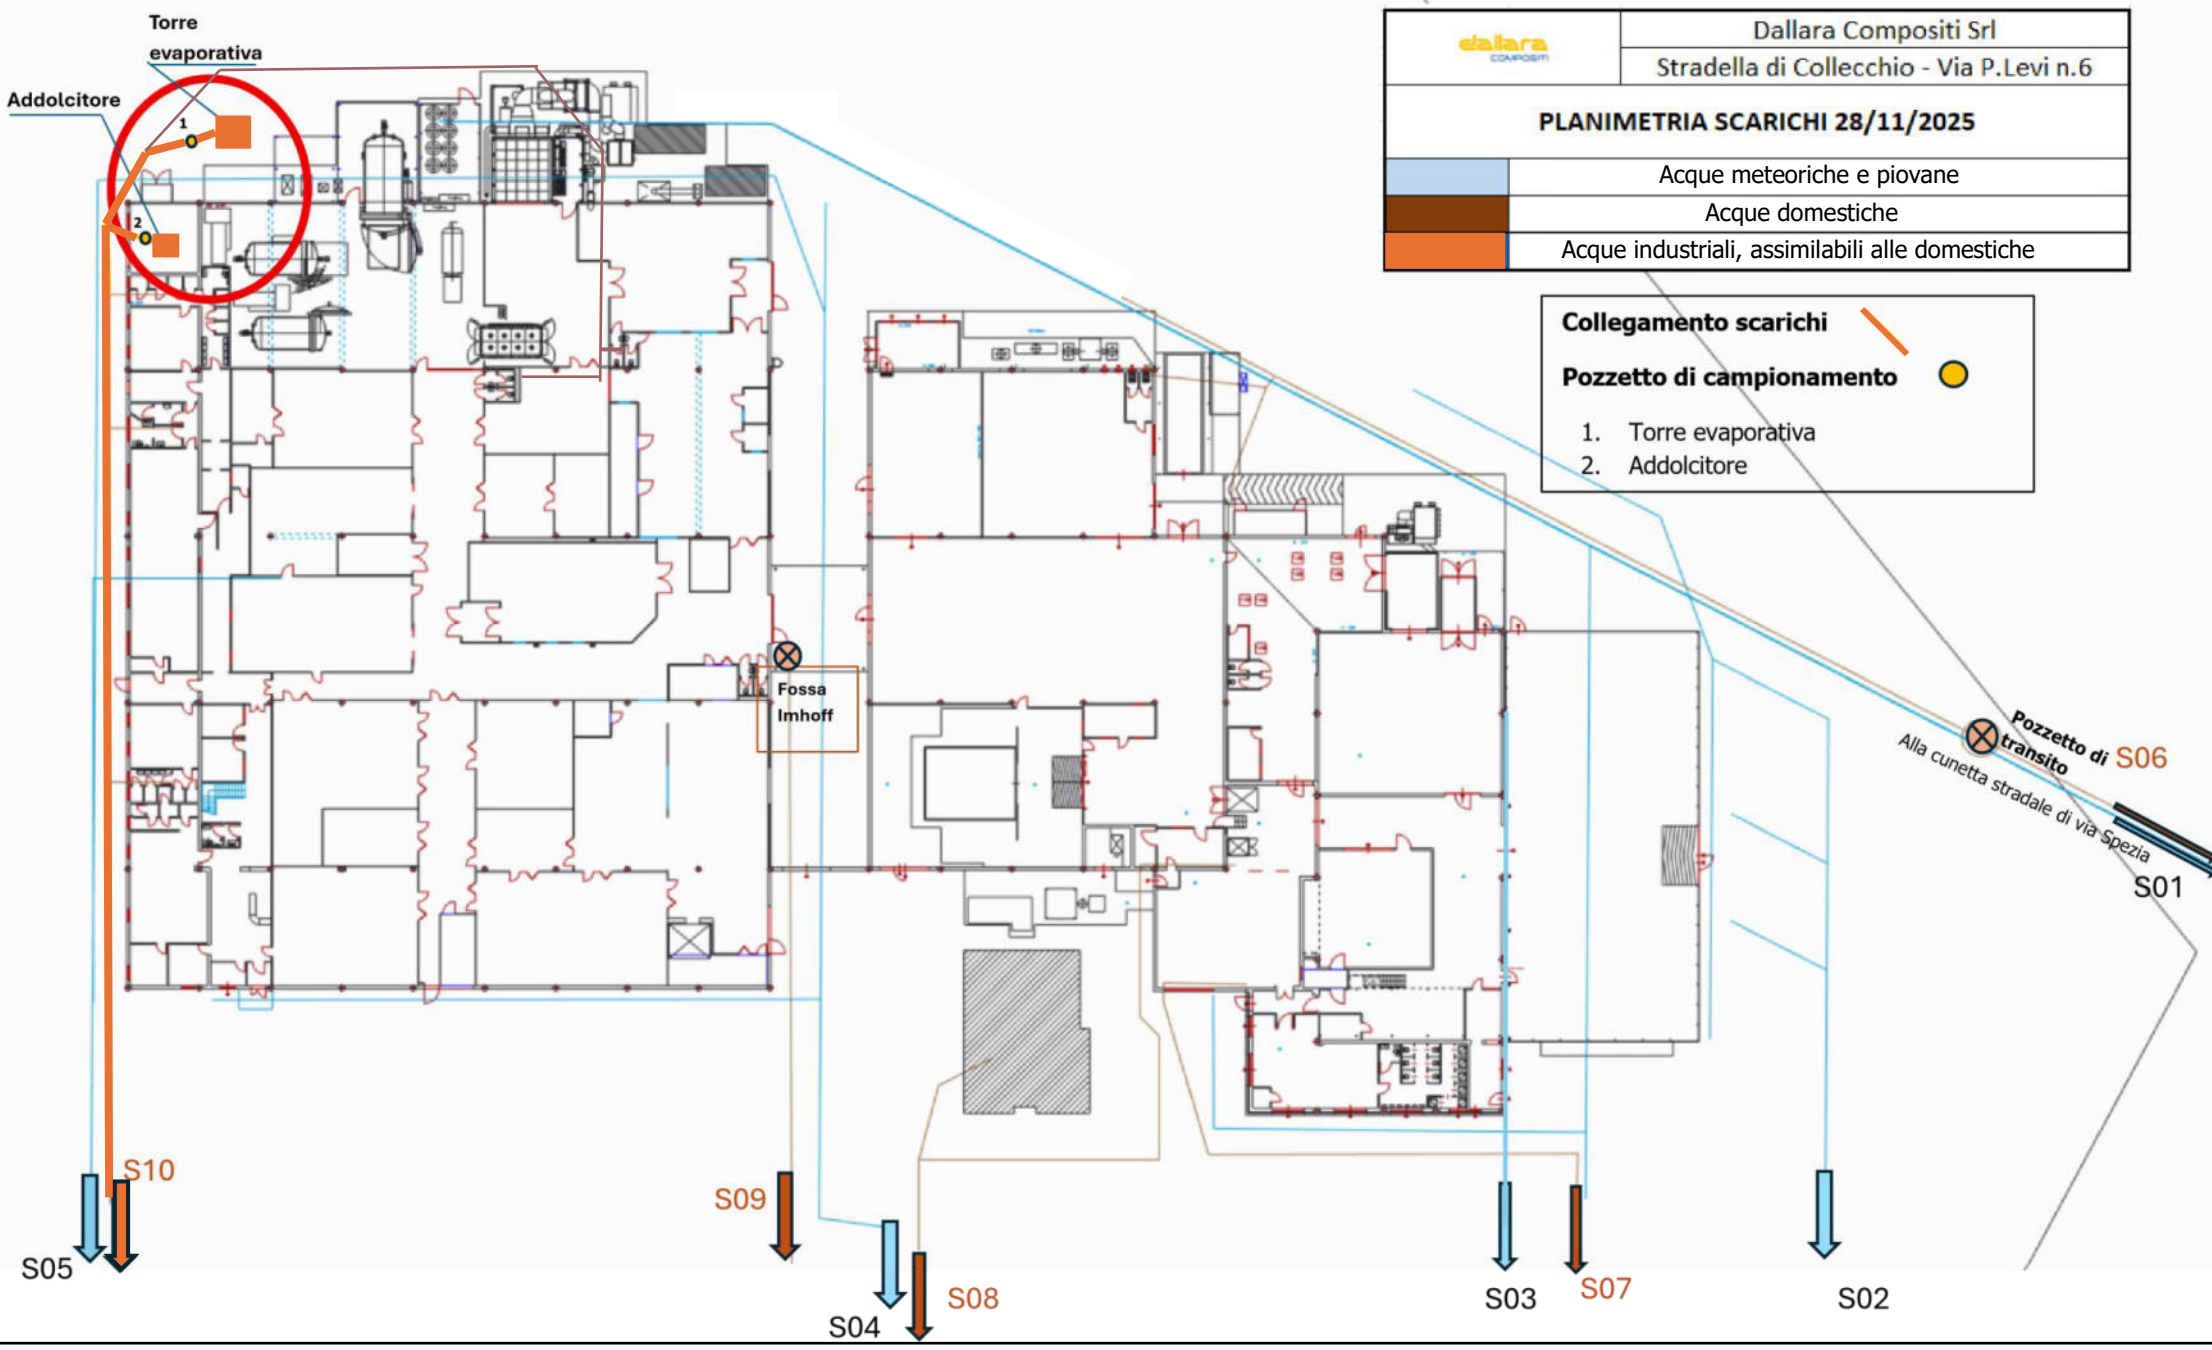 Torre
evaporativa
Addolcitore
1
2
dallara
COMPOSITI
Dallara Compositi Srl
Stradella di Collecchio - Via P.Levi n.6
PLANIMETRIA SCARICHI 28/11/2025
Acque meteoriche e piovane
Acque domestiche
Acque industriali, assimilabili alle domestiche
Collegamento scarichi
Pozzetto di campionamento
1. Torre evaporativa
2. Addolcitore
Fossa
Imhoff
Pozzetto di
transito
S06
Alla cunetta stradale di via Spezia
S01
S10
S05
S09
S04
S08
S03
S07
S02